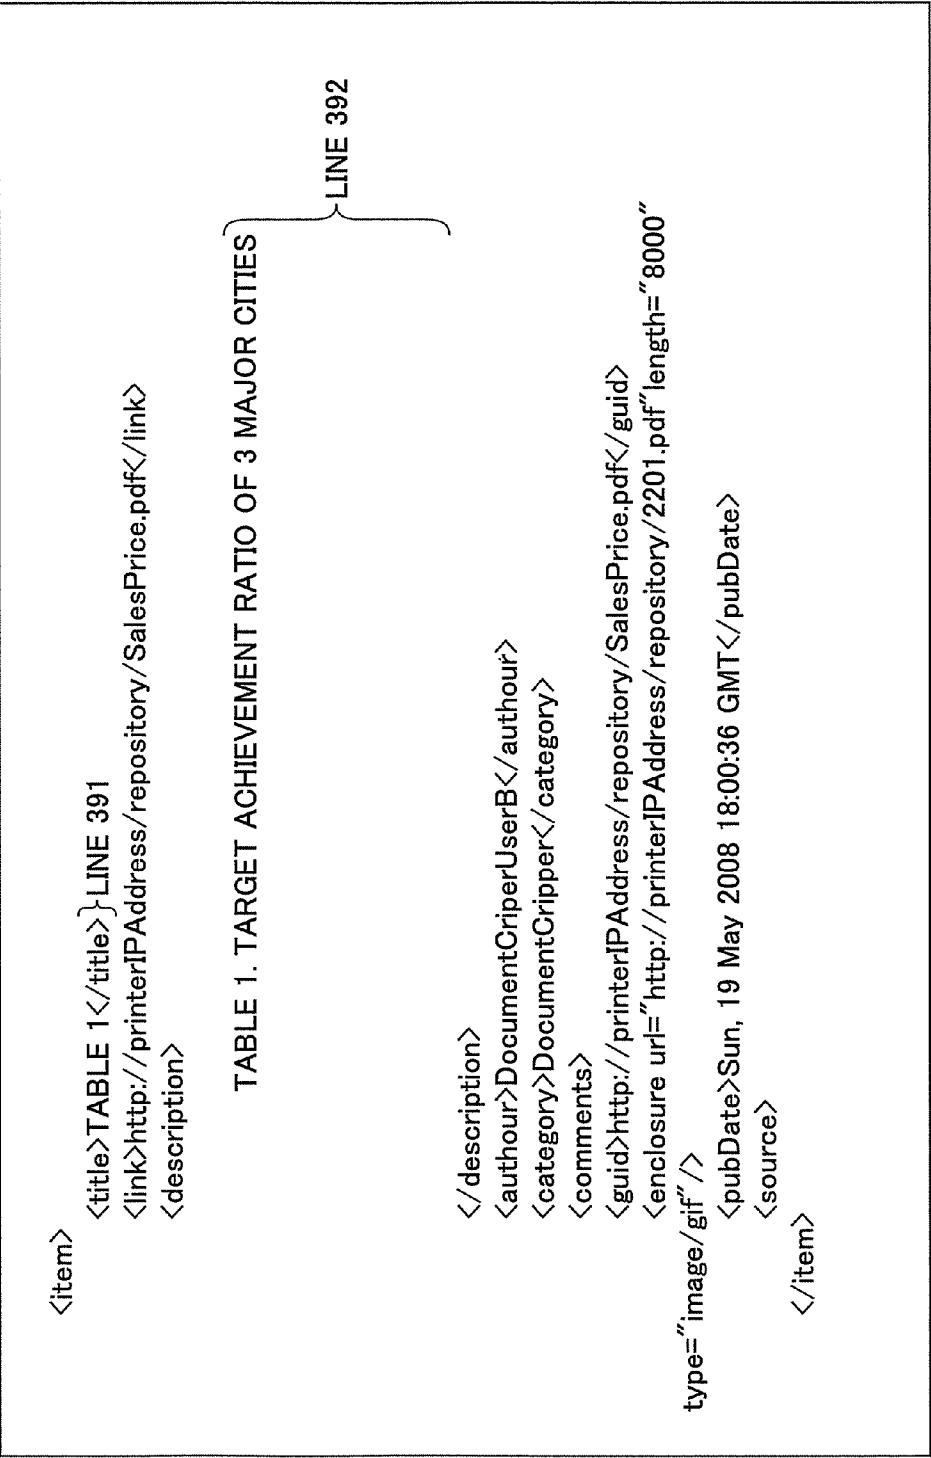 <item>
<title>TABLE 1</title>}LINE 391
<link>http://printerIPAddress/repository/SalesPrice.pdf</link>
<description>
TABLE 1. TARGET ACHIEVEMENT RATIO OF 3 MAJOR CITIES
LINE 392
</description>
<authour>DocumentCriperUserB</authour>
<category>DocumentCripper</category>
<comments>
<guid>http://printerIPAddress/repository/SalesPrice.pdf</guid>
<enclosure url="http://printerIPAddress/repository/2201.pdf"length="8000"
type="image/gif"/>
<pubDate>Sun, 19 May 2008 18:00:36 GMT</pubDate>
<source>
</item>